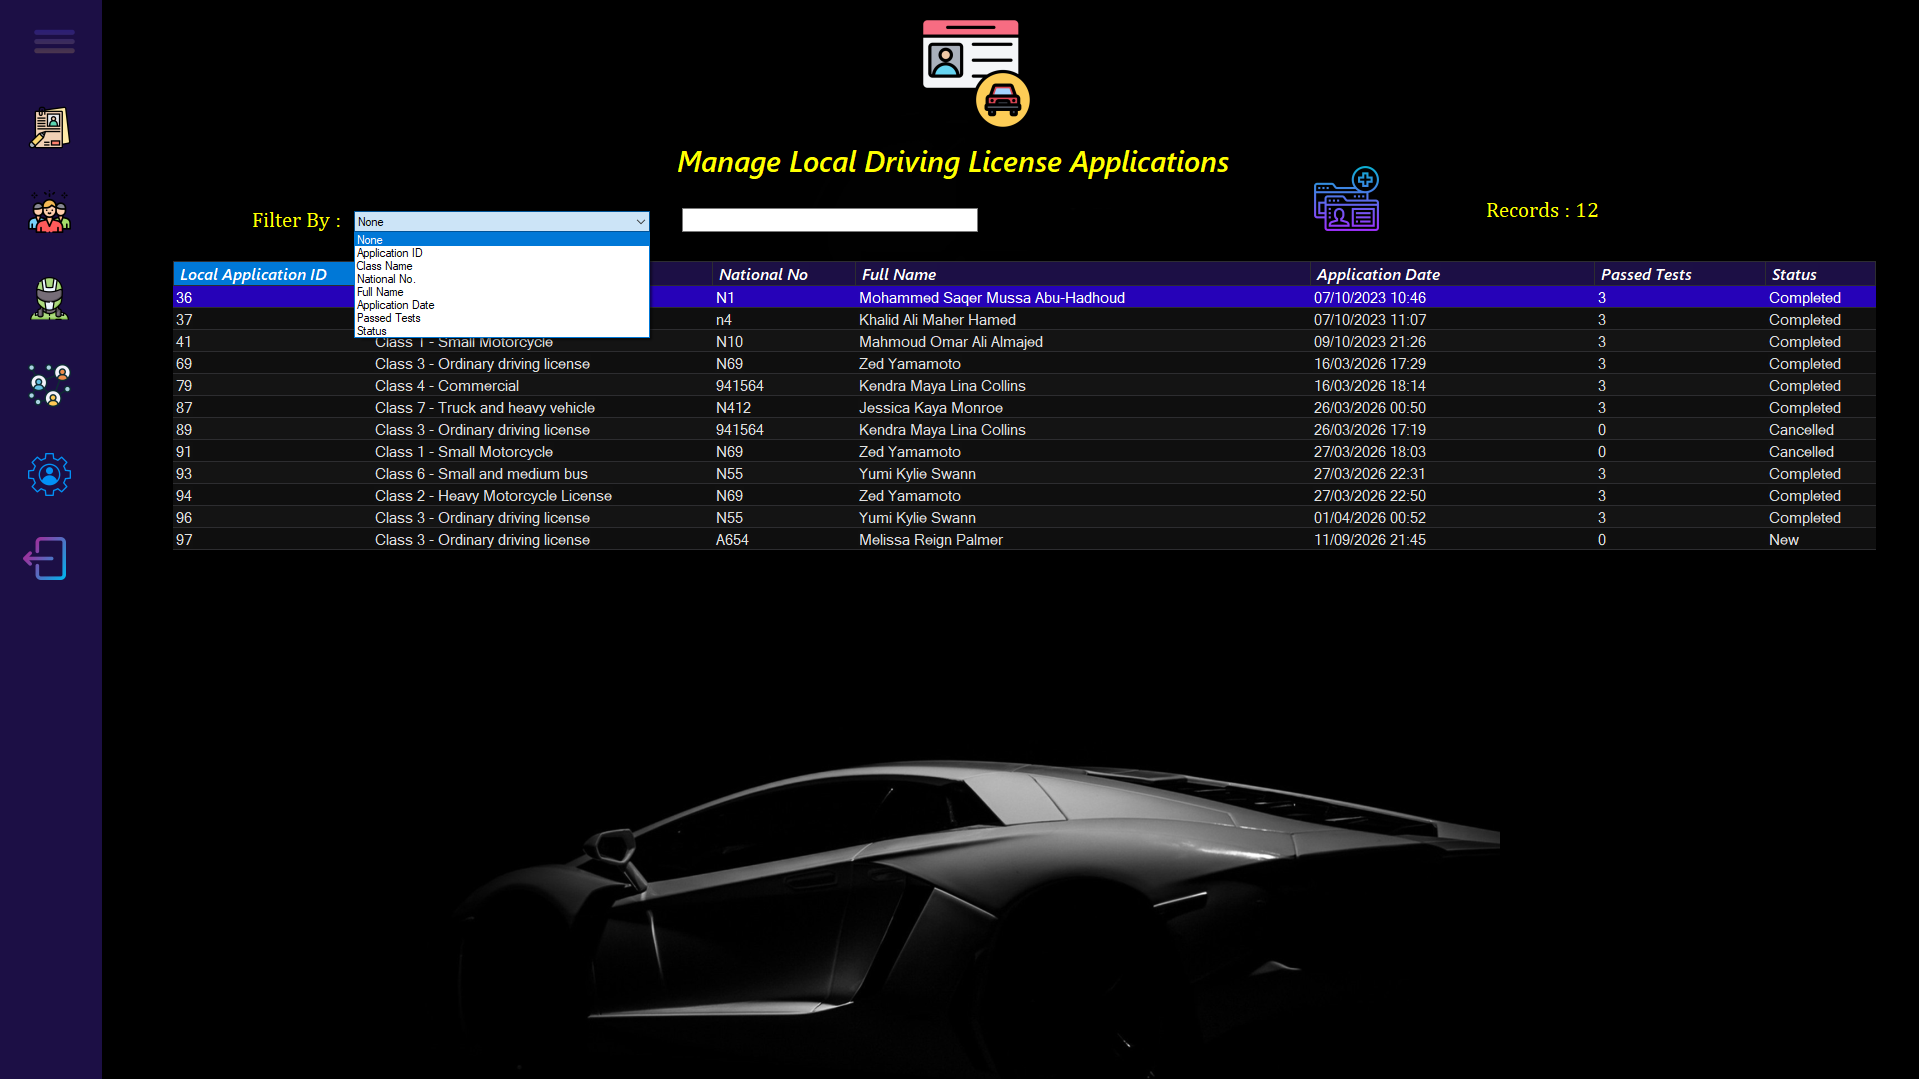 Manage Local Driving License Applications
Filter By : None
Records : 12
None
Application ID
Class Name
National No.
Full Name
Application Date
Passed Tests
Status
Local Application ID National No Full Name Application Date Passed Tests Status
36 N1 Mohammed Saqer Mussa Abu-Hadhoud 07/10/2023 10:46 3 Completed
37 n4 Khalid Ali Maher Hamed 07/10/2023 11:07 3 Completed
41 Class 1 - Small Motorcycle N10 Mahmoud Omar Ali Almajed 09/10/2023 21:26 3 Completed
69 Class 3 - Ordinary driving license N69 Zed Yamamoto 16/03/2026 17:29 3 Completed
79 Class 4 - Commercial 941564 Kendra Maya Lina Collins 16/03/2026 18:14 3 Completed
87 Class 7 - Truck and heavy vehicle N412 Jessica Kaya Monroe 26/03/2026 00:50 3 Completed
89 Class 3 - Ordinary driving license 941564 Kendra Maya Lina Collins 26/03/2026 17:19 0 Cancelled
91 Class 1 - Small Motorcycle N69 Zed Yamamoto 27/03/2026 18:03 0 Cancelled
93 Class 6 - Small and medium bus N55 Yumi Kylie Swann 27/03/2026 22:31 3 Completed
94 Class 2 - Heavy Motorcycle License N69 Zed Yamamoto 27/03/2026 22:50 3 Completed
96 Class 3 - Ordinary driving license N55 Yumi Kylie Swann 01/04/2026 00:52 3 Completed
97 Class 3 - Ordinary driving license A654 Melissa Reign Palmer 11/09/2026 21:45 0 New